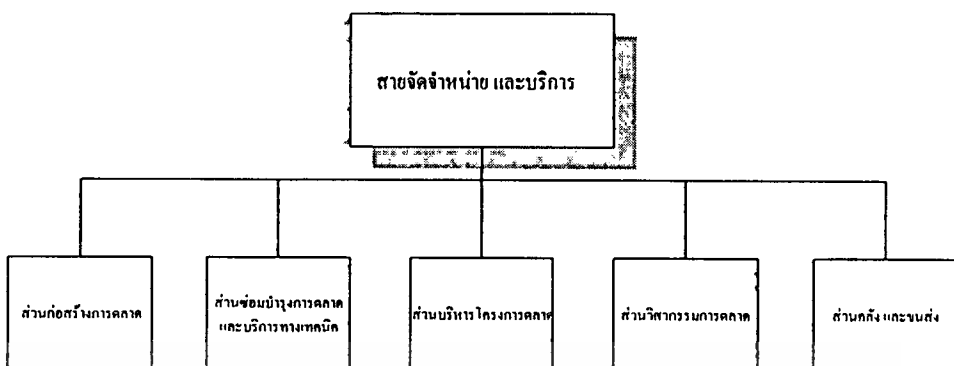 สายจัดจำหน่าย และบริการ
ส่วนก่อสร้างการตลาด
ส่วนซ่อมบำรุงการตลาด
และบริการทางเทคนิค
ส่วนบริหารโครงการตลาด
ส่วนวิศวกรรมการตลาด
ส่วนคลัง และขนส่ง